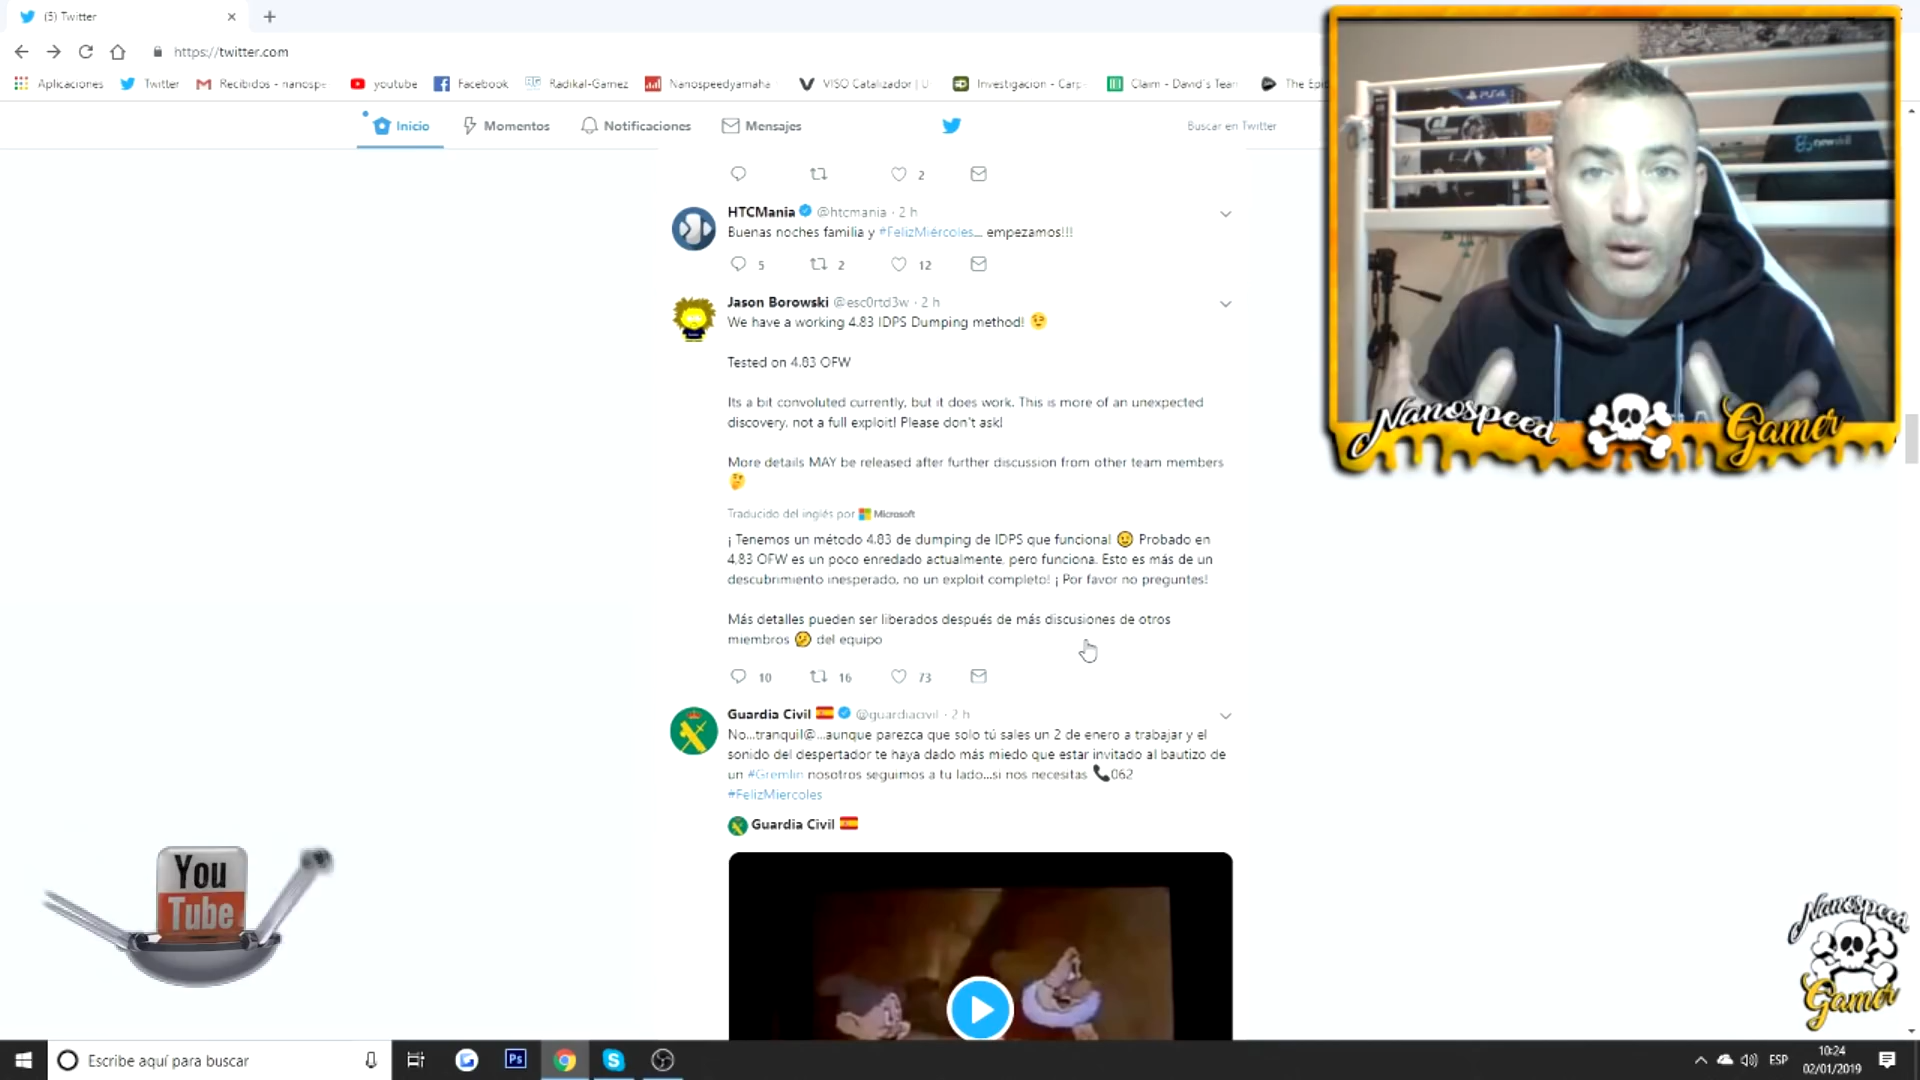 (5) Twitter
https://twitter.com
Aplicaciones
Twitter
Recibidos - nanospe
youtube
Facebook
Radikal-Gamez
Nanospeedyamaha
VISO Catalizador | U
Investigacion - Carp
Claim - David's Team
The Epi
Inicio
Momentos
Notificaciones
Mensajes
Buscar en Twitter
2
HTCMania @htcmania · 2 h
Buenas noches familia y #FelizMiércoles... empezamos!!!
5 2 12
Jason Borowski @esc0rtd3w · 2 h
We have a working 4.83 IDPS Dumping method!
Tested on 4.83 OFW
Its a bit convoluted currently, but it does work. This is more of an unexpected
discovery, not a full exploit! Please don't ask!
More details MAY be released after further discussion from other team members
Traducido del inglés por Microsoft
¡ Tenemos un método 4.83 de dumping de IDPS que funciona! Probado en
4.83 OFW es un poco enredado actualmente, pero funciona. Esto es más de un
descubrimiento inesperado, no un exploit completo! ¡ Por favor no preguntes!
Más detalles pueden ser liberados después de más discusiones de otros
miembros del equipo
10 16 73
Guardia Civil @guardiacivil · 2 h
No...tranquil@...aunque parezca que solo tú sales un 2 de enero a trabajar y el
sonido del despertador te haya dado más miedo que estar invitado al bautizo de
un #Gremlin nosotros seguimos a tu lado...si nos necesitas 062
#FelizMiercoles
Guardia Civil
PS4
newskill
Nanospeed Gamer
You
Tube
Nanospeed
Gamer
Escribe aquí para buscar
Ps
ESP
10:24
02/01/2019